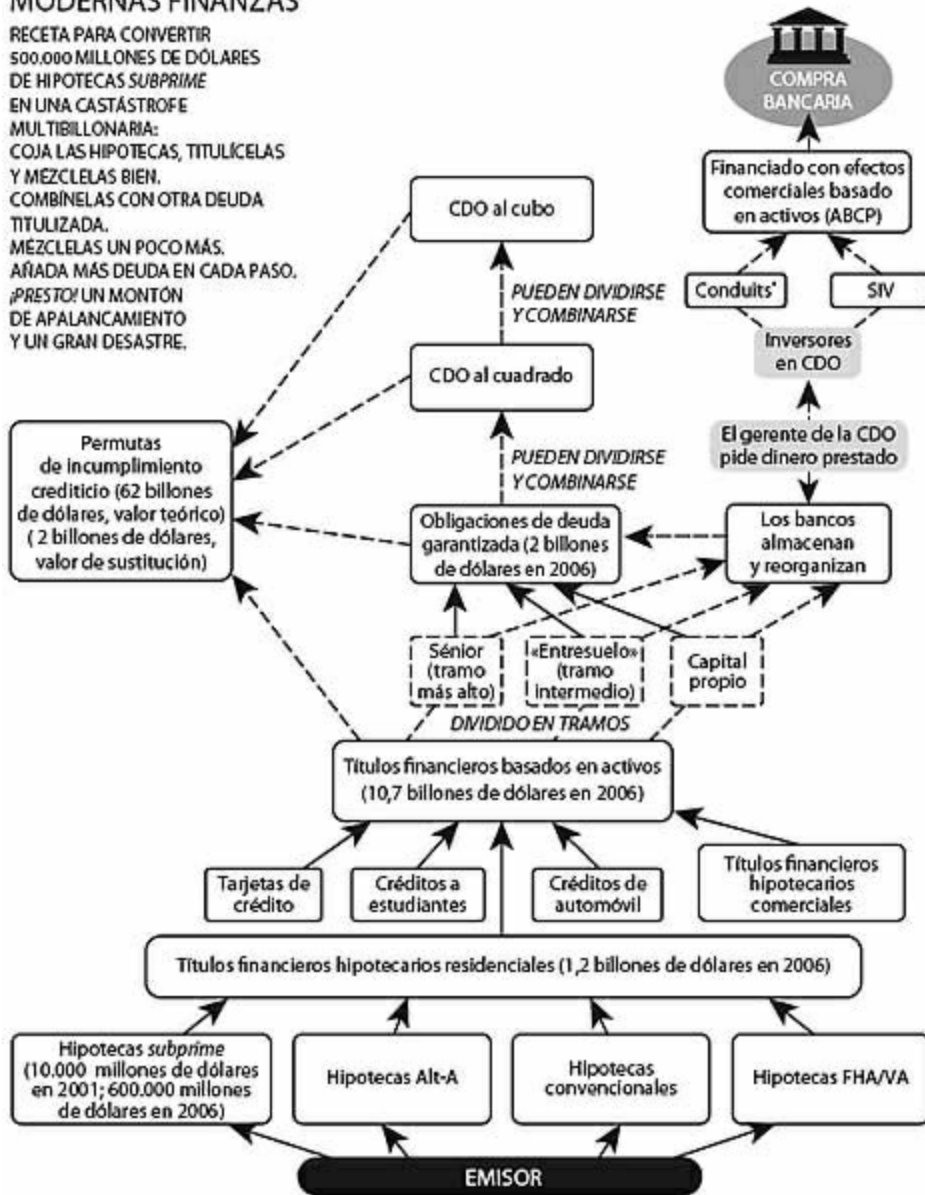 MODERNAS FINANZAS
RECETA PARA CONVERTIR
500.000 MILLONES DE DÓLARES
DE HIPOTECAS SUBPRIME
EN UNA CASTÁSTROFE
MULTIBILLONARIA:
COJA LAS HIPOTECAS, TITULÍCELAS
Y MÉZCLELAS BIEN.
COMBÍNELAS CON OTRA DEUDA
TITULIZADA.
MÉZCLELAS UN POCO MÁS.
AÑADA MÁS DEUDA EN CADA PASO.
¡PRESTO! UN MONTÓN
DE APALANCAMIENTO
Y UN GRAN DESASTRE.
COMPRA
BANCARIA
Financiado con efectos
comerciales basado
en activos (ABCP)
Conduits*
SIV
Inversores
en CDO
El gerente de la CDO
pide dinero prestado
Los bancos
almacenan
y reorganizan
CDO al cubo
PUEDEN DIVIDIRSE
Y COMBINARSE
CDO al cuadrado
PUEDEN DIVIDIRSE
Y COMBINARSE
Obligaciones de deuda
garantizada (2 billones
de dólares en 2006)
Permutas
de incumplimiento
crediticio (62 billones
de dólares, valor teórico)
( 2 billones de dólares,
valor de sustitución)
Sénior
(tramo
más alto)
«Entresuelo»
(tramo
intermedio)
Capital
propio
DIVIDIDO EN TRAMOS
Títulos financieros basados en activos
(10,7 billones de dólares en 2006)
Tarjetas de
crédito
Créditos a
estudiantes
Créditos de
automóvil
Títulos financieros
hipotecarios
comerciales
Títulos financieros hipotecarios residenciales (1,2 billones de dólares en 2006)
Hipotecas subprime
(10.000 millones de dólares
en 2001; 600.000 millones
de dólares en 2006)
Hipotecas Alt-A
Hipotecas
convencionales
Hipotecas FHA/VA
EMISOR